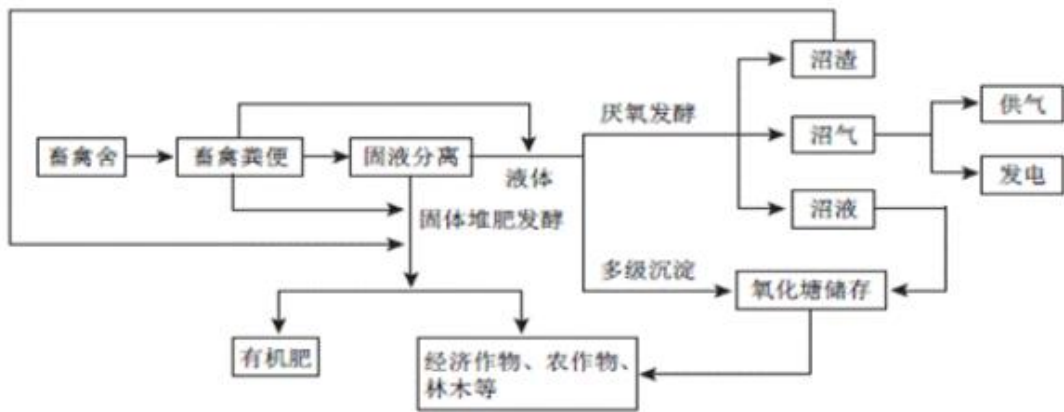 沼渣
供气
厌氧发酵
沼气
畜禽舍
畜禽粪便
固液分离
液体
发电
沼液
固体堆肥发酵
多级沉淀
氧化塘储存
有机肥
经济作物、农作物、
林木等